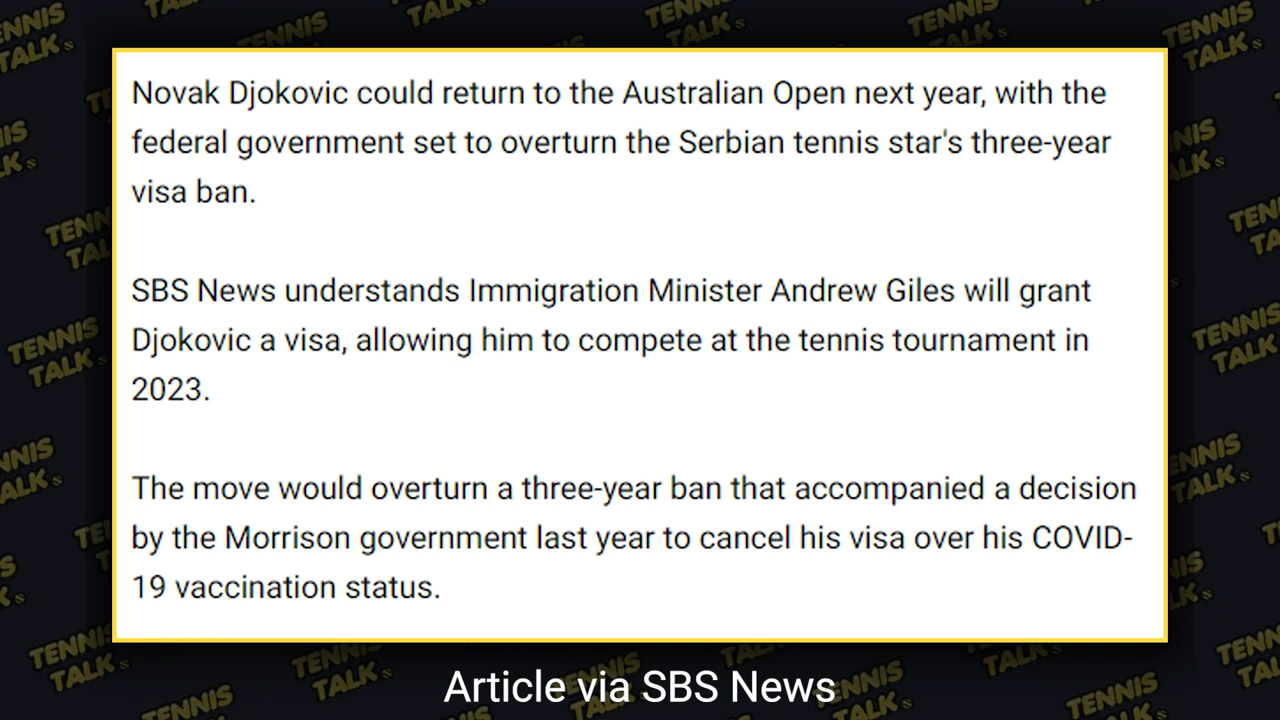 Novak Djokovic could return to the Australian Open next year, with the
federal government set to overturn the Serbian tennis star's three-year
visa ban.
SBS News understands Immigration Minister Andrew Giles will grant
Djokovic a visa, allowing him to compete at the tennis tournament in
2023.
The move would overturn a three-year ban that accompanied a decision
by the Morrison government last year to cancel his visa over his COVID-
19 vaccination status.
Article via SBS News
TENNIS
TALK